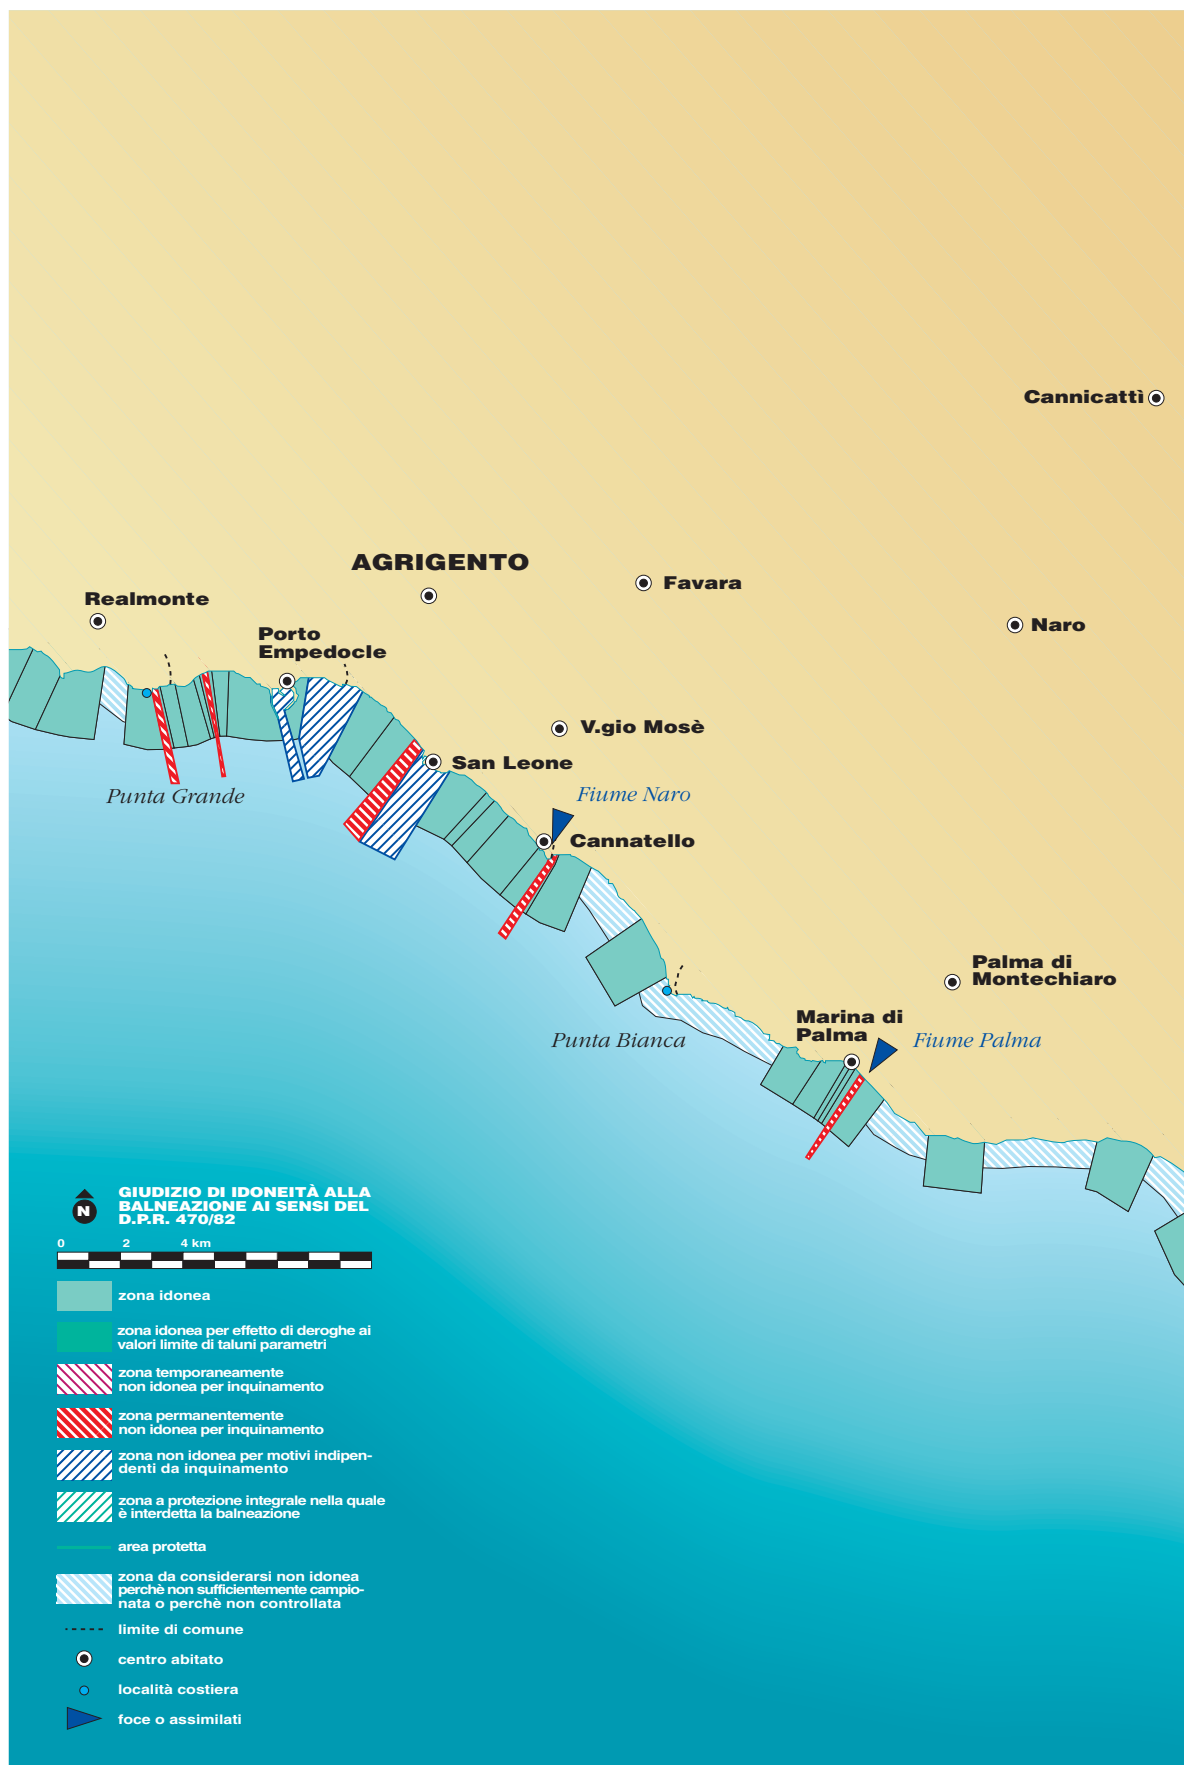 Cannicattì
AGRIGENTO
Favara
Realmonte
Naro
Porto
Empedocle
V.gio Mosè
San Leone
Punta Grande
Fiume Naro
Cannatello
Palma di
Montechiaro
Marina di
Palma
Punta Bianca
Fiume Palma
GIUDIZIO DI IDONEITÀ ALLA
BALNEAZIONE AI SENSI DEL
D.P.R. 470/82
N
0 2 4 km
zona idonea
zona idonea per effetto di deroghe ai
valori limite di taluni parametri
zona temporaneamente
non idonea per inquinamento
zona permanentemente
non idonea per inquinamento
zona non idonea per motivi indipen-
denti da inquinamento
zona a protezione integrale nella quale
è interdetta la balneazione
area protetta
zona da considerarsi non idonea
perchè non sufficientemente campio-
nata o perchè non controllata
limite di comune
centro abitato
località costiera
foce o assimilati